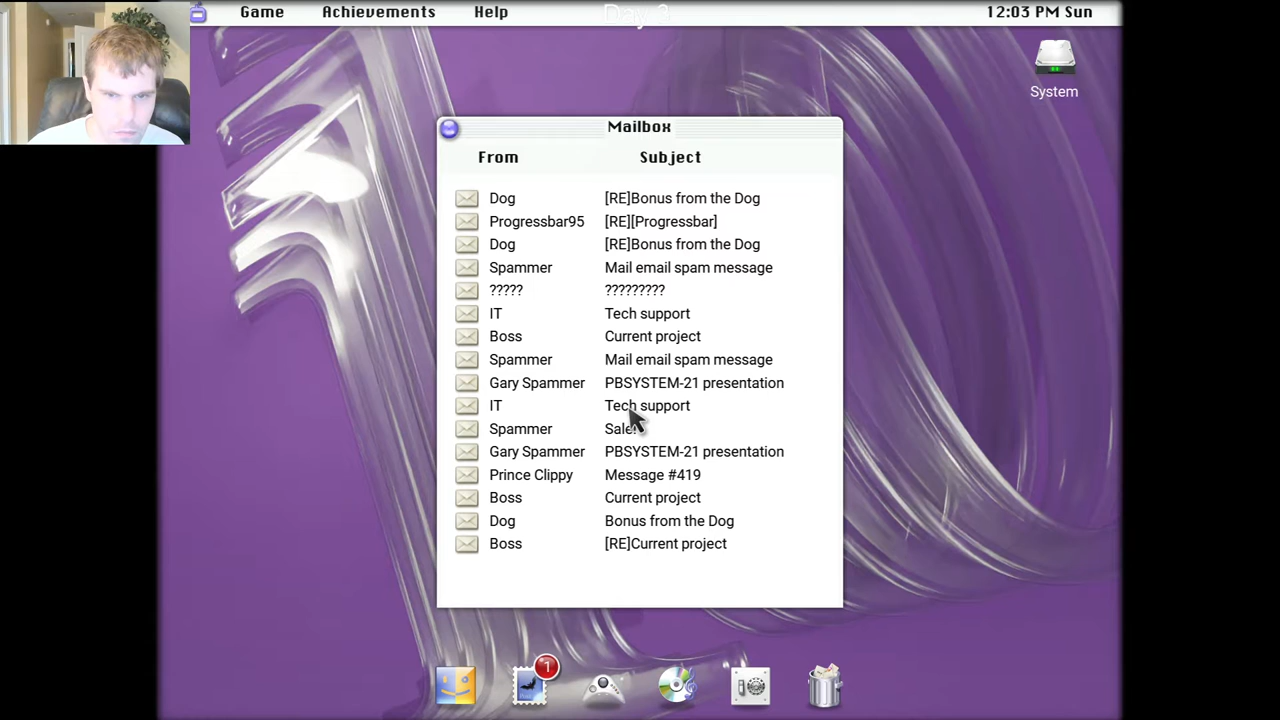 Game Achievements Help Day 2 12:03 PM Sun
System
Mailbox
From Subject
Dog [RE]Bonus from the Dog
Progressbar95 [RE][Progressbar]
Dog [RE]Bonus from the Dog
Spammer Mail email spam message
????? ?????????
IT Tech support
Boss Current project
Spammer Mail email spam message
Gary Spammer PBSYSTEM-21 presentation
IT Tech support
Spammer Sale!
Gary Spammer PBSYSTEM-21 presentation
Prince Clippy Message #419
Boss Current project
Dog Bonus from the Dog
Boss [RE]Current project
1